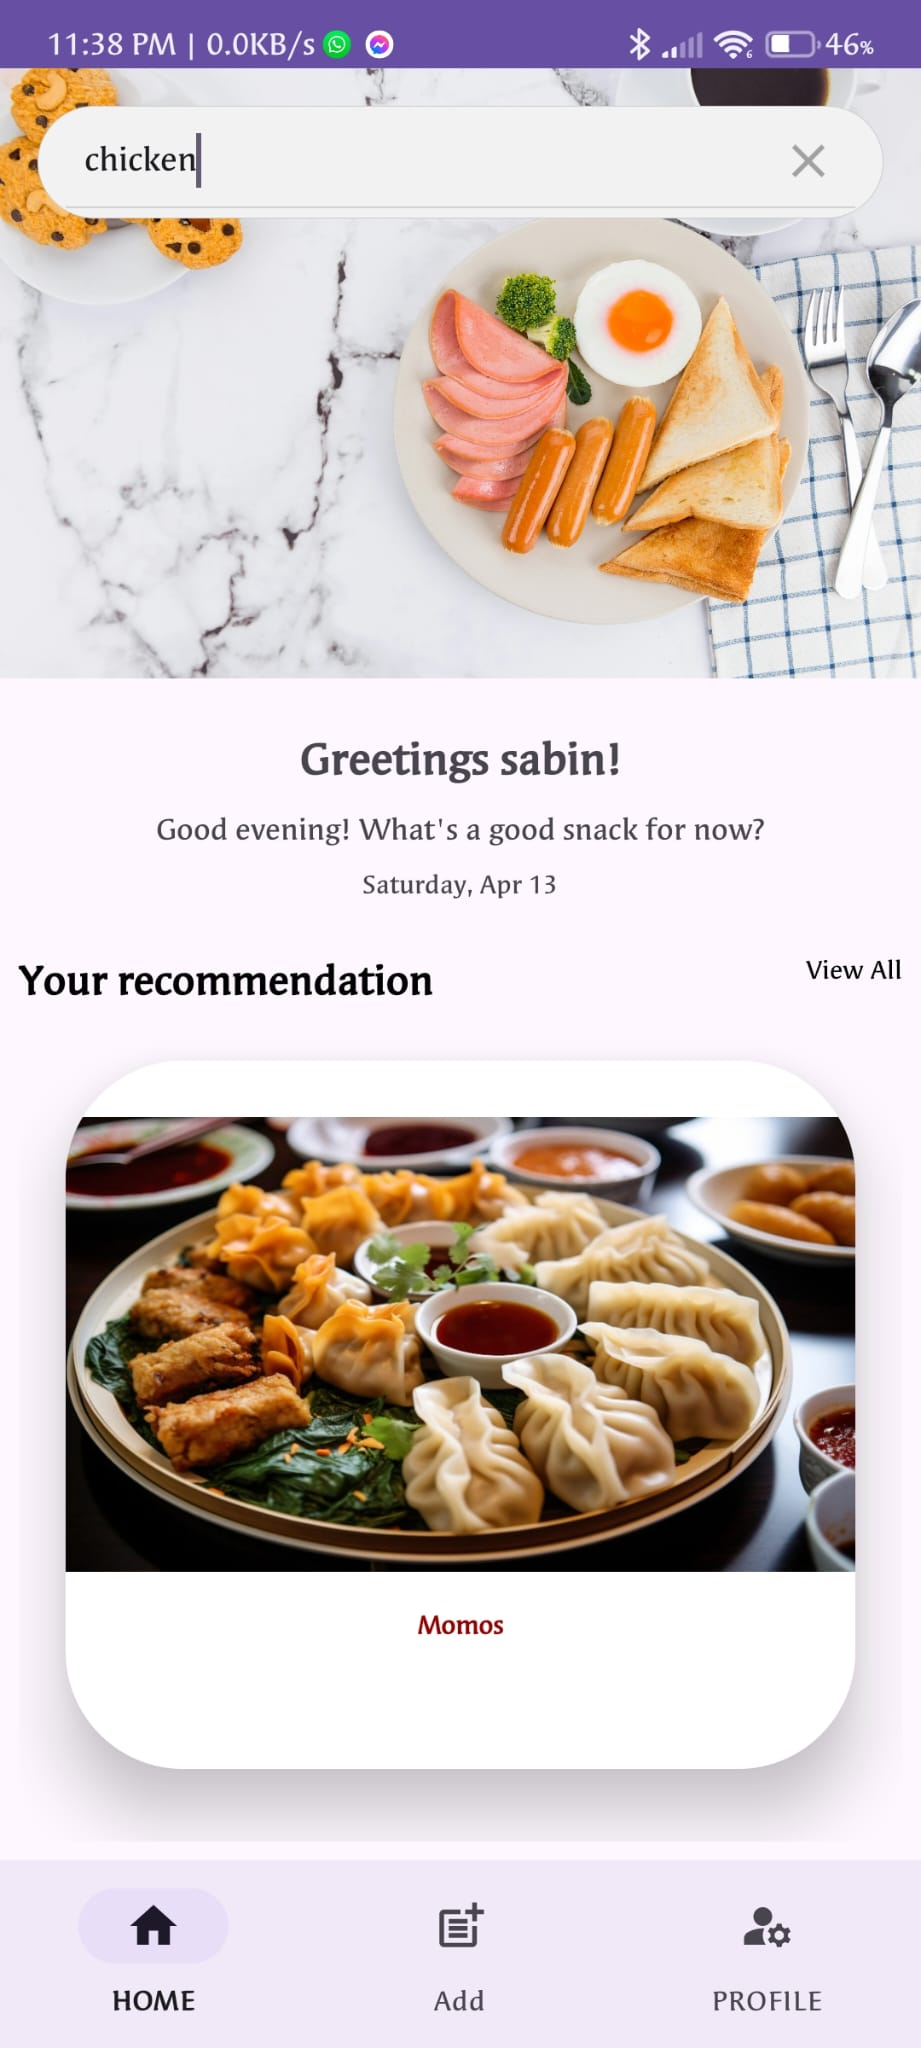 11:38 PM | 0.0KB/s 46%
chicken
Greetings sabin!
Good evening! What's a good snack for now?
Saturday, Apr 13
Your recommendation
View All
Momos
HOME
Add
PROFILE